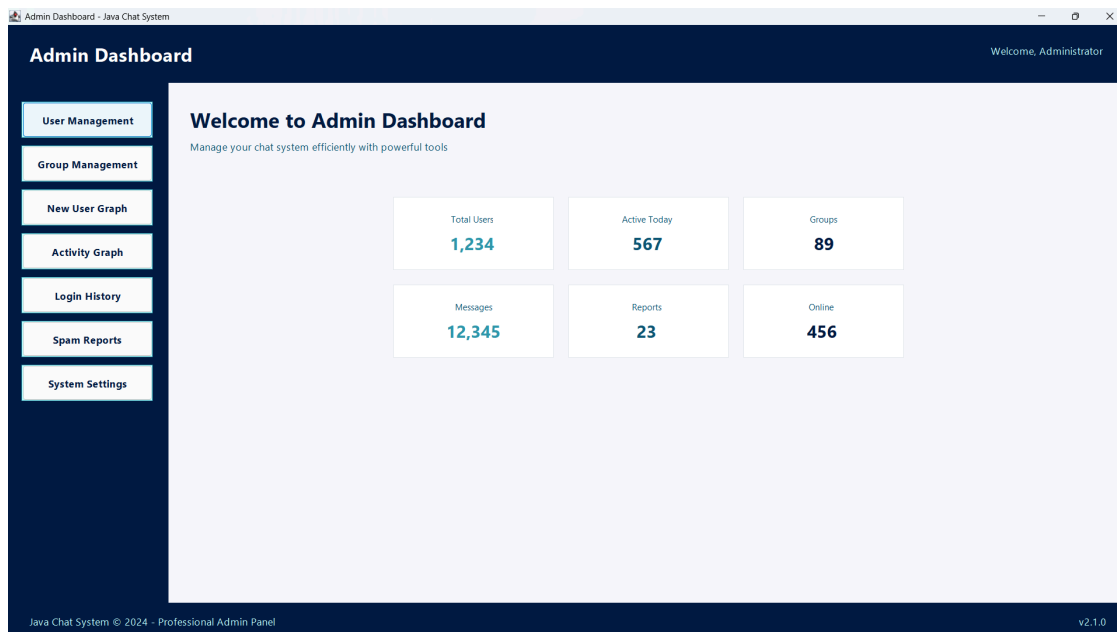 Admin Dashboard - Java Chat System
Admin Dashboard
Welcome, Administrator
User Management
Group Management
New User Graph
Activity Graph
Login History
Spam Reports
System Settings
Welcome to Admin Dashboard
Manage your chat system efficiently with powerful tools
Total Users
1,234
Active Today
567
Groups
89
Messages
12,345
Reports
23
Online
456
Java Chat System © 2024 - Professional Admin Panel
v2.1.0